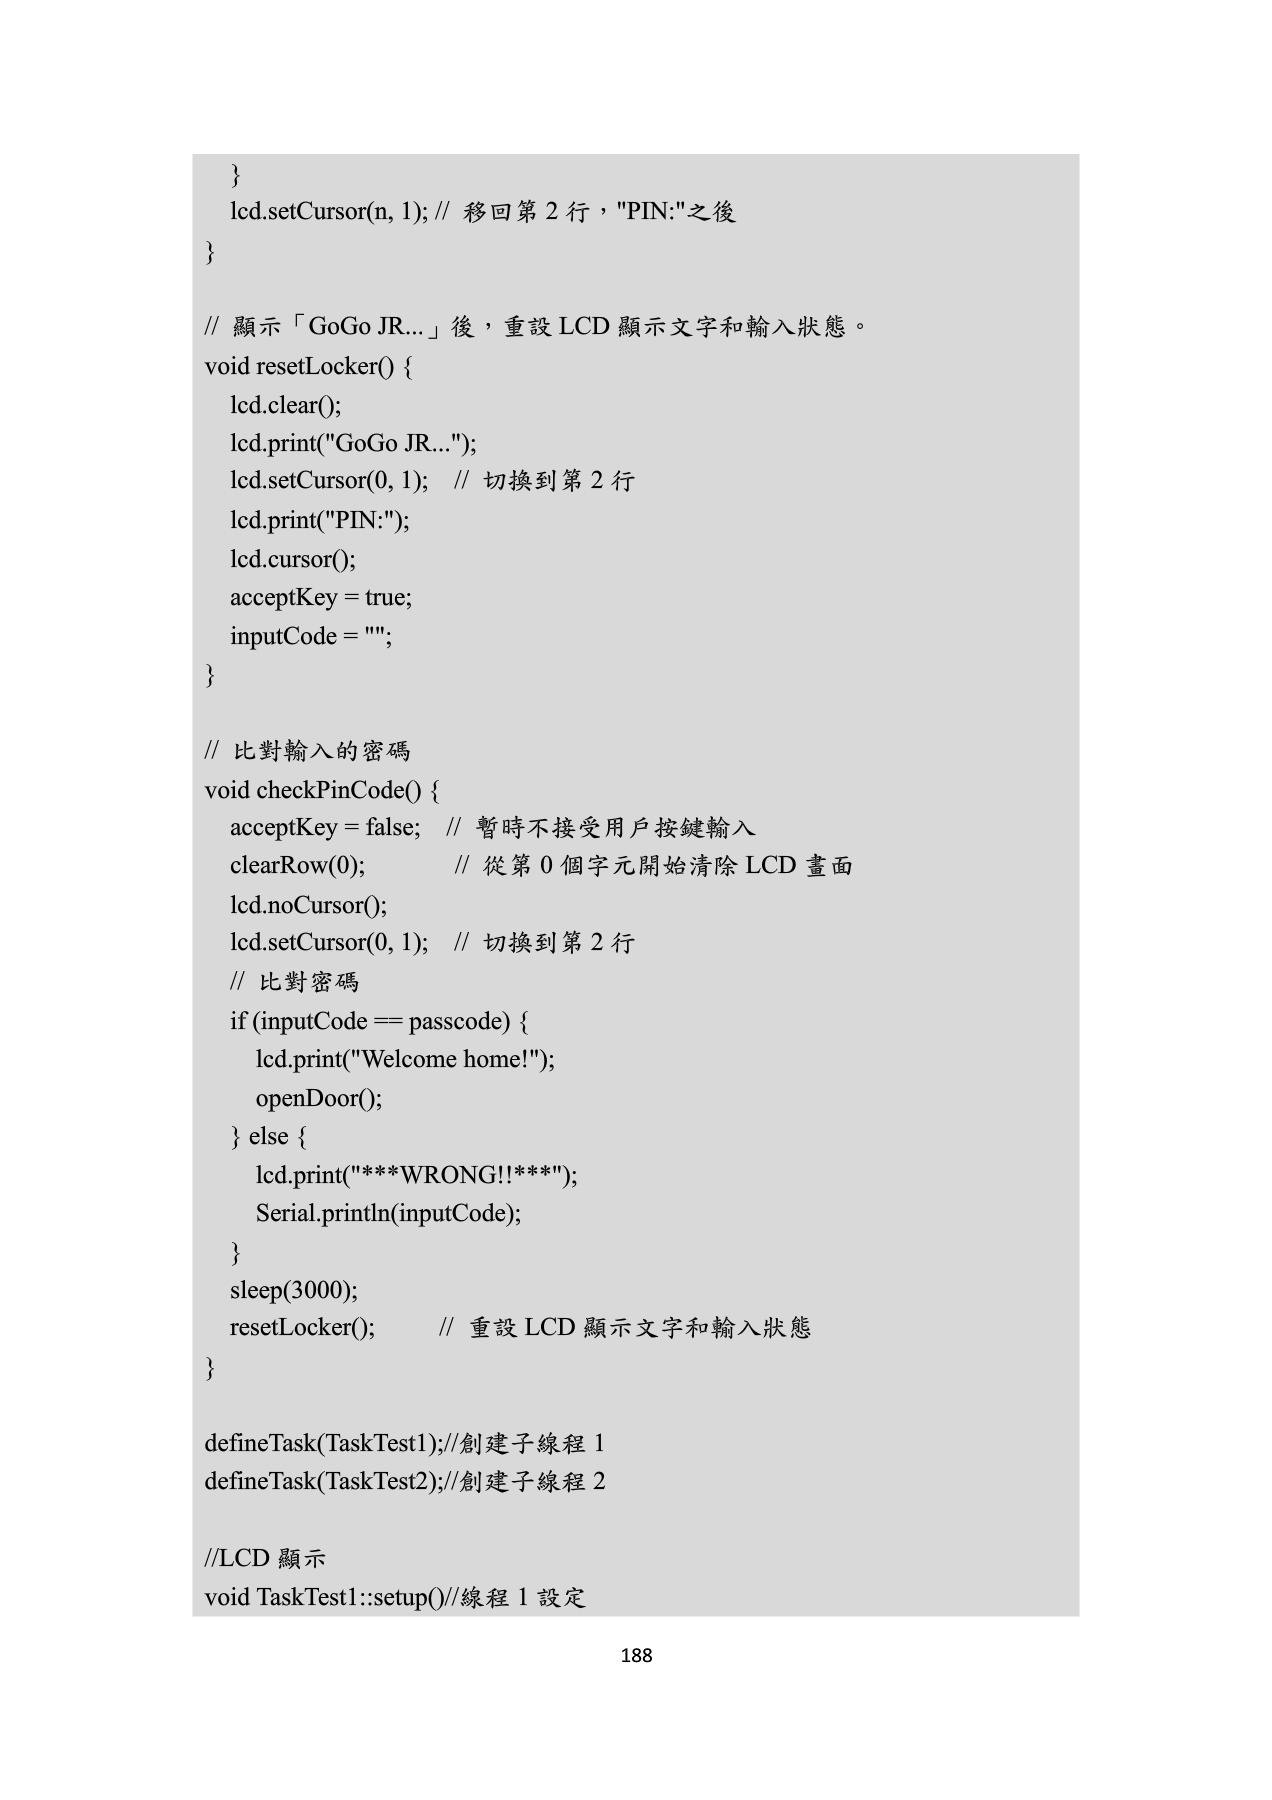 }
lcd.setCursor(n, 1); // 移回第 2 行，"PIN:"之後
}
// 顯示「GoGo JR...」後，重設 LCD 顯示文字和輸入狀態。
void resetLocker() {
lcd.clear();
lcd.print("GoGo JR...");
lcd.setCursor(0, 1); // 切換到第 2 行
lcd.print("PIN:");
lcd.cursor();
acceptKey = true;
inputCode = "";
}
// 比對輸入的密碼
void checkPinCode() {
acceptKey = false; // 暫時不接受用戶按鍵輸入
clearRow(0); // 從第 0 個字元開始清除 LCD 畫面
lcd.noCursor();
lcd.setCursor(0, 1); // 切換到第 2 行
// 比對密碼
if (inputCode == passcode) {
lcd.print("Welcome home!");
openDoor();
} else {
lcd.print("***WRONG!!***");
Serial.println(inputCode);
}
sleep(3000);
resetLocker(); // 重設 LCD 顯示文字和輸入狀態
}
defineTask(TaskTest1);//創建子線程 1
defineTask(TaskTest2);//創建子線程 2
//LCD 顯示
void TaskTest1::setup()//線程 1 設定
188